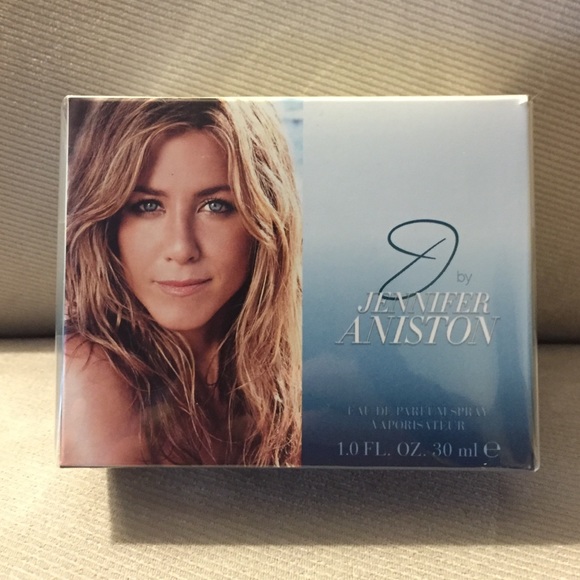 J by
JENNIFER
ANISTON
EAU DE PARFUM SPRAY
VAPORISATEUR
1.0 FL. OZ. 30 ml ℮